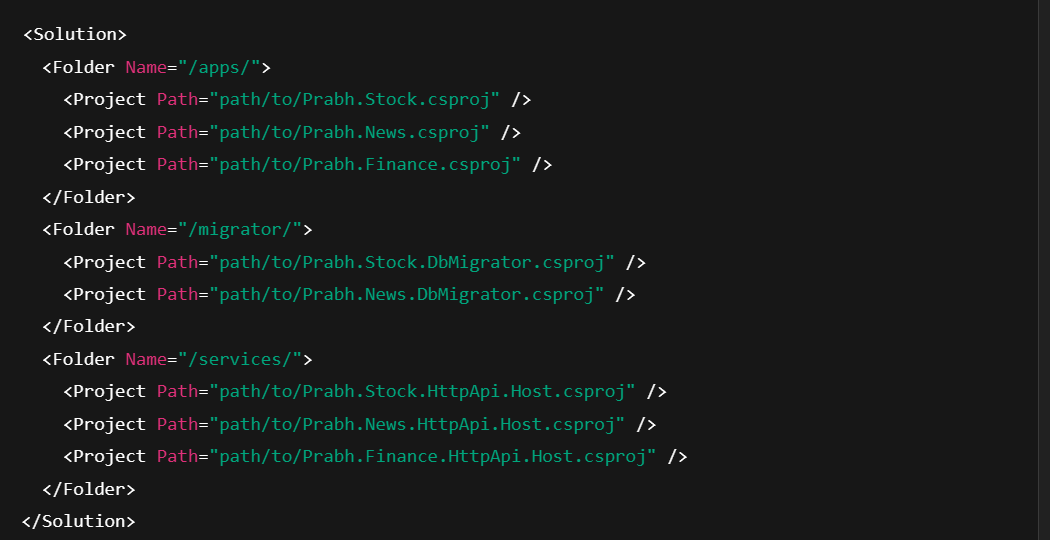 <Solution>
  <Folder Name="/apps/">
    <Project Path="path/to/Prabh.Stock.csproj" />
    <Project Path="path/to/Prabh.News.csproj" />
    <Project Path="path/to/Prabh.Finance.csproj" />
  </Folder>
  <Folder Name="/migrator/">
    <Project Path="path/to/Prabh.Stock.DbMigrator.csproj" />
    <Project Path="path/to/Prabh.News.DbMigrator.csproj" />
  </Folder>
  <Folder Name="/services/">
    <Project Path="path/to/Prabh.Stock.HttpApi.Host.csproj" />
    <Project Path="path/to/Prabh.News.HttpApi.Host.csproj" />
    <Project Path="path/to/Prabh.Finance.HttpApi.Host.csproj" />
  </Folder>
</Solution>